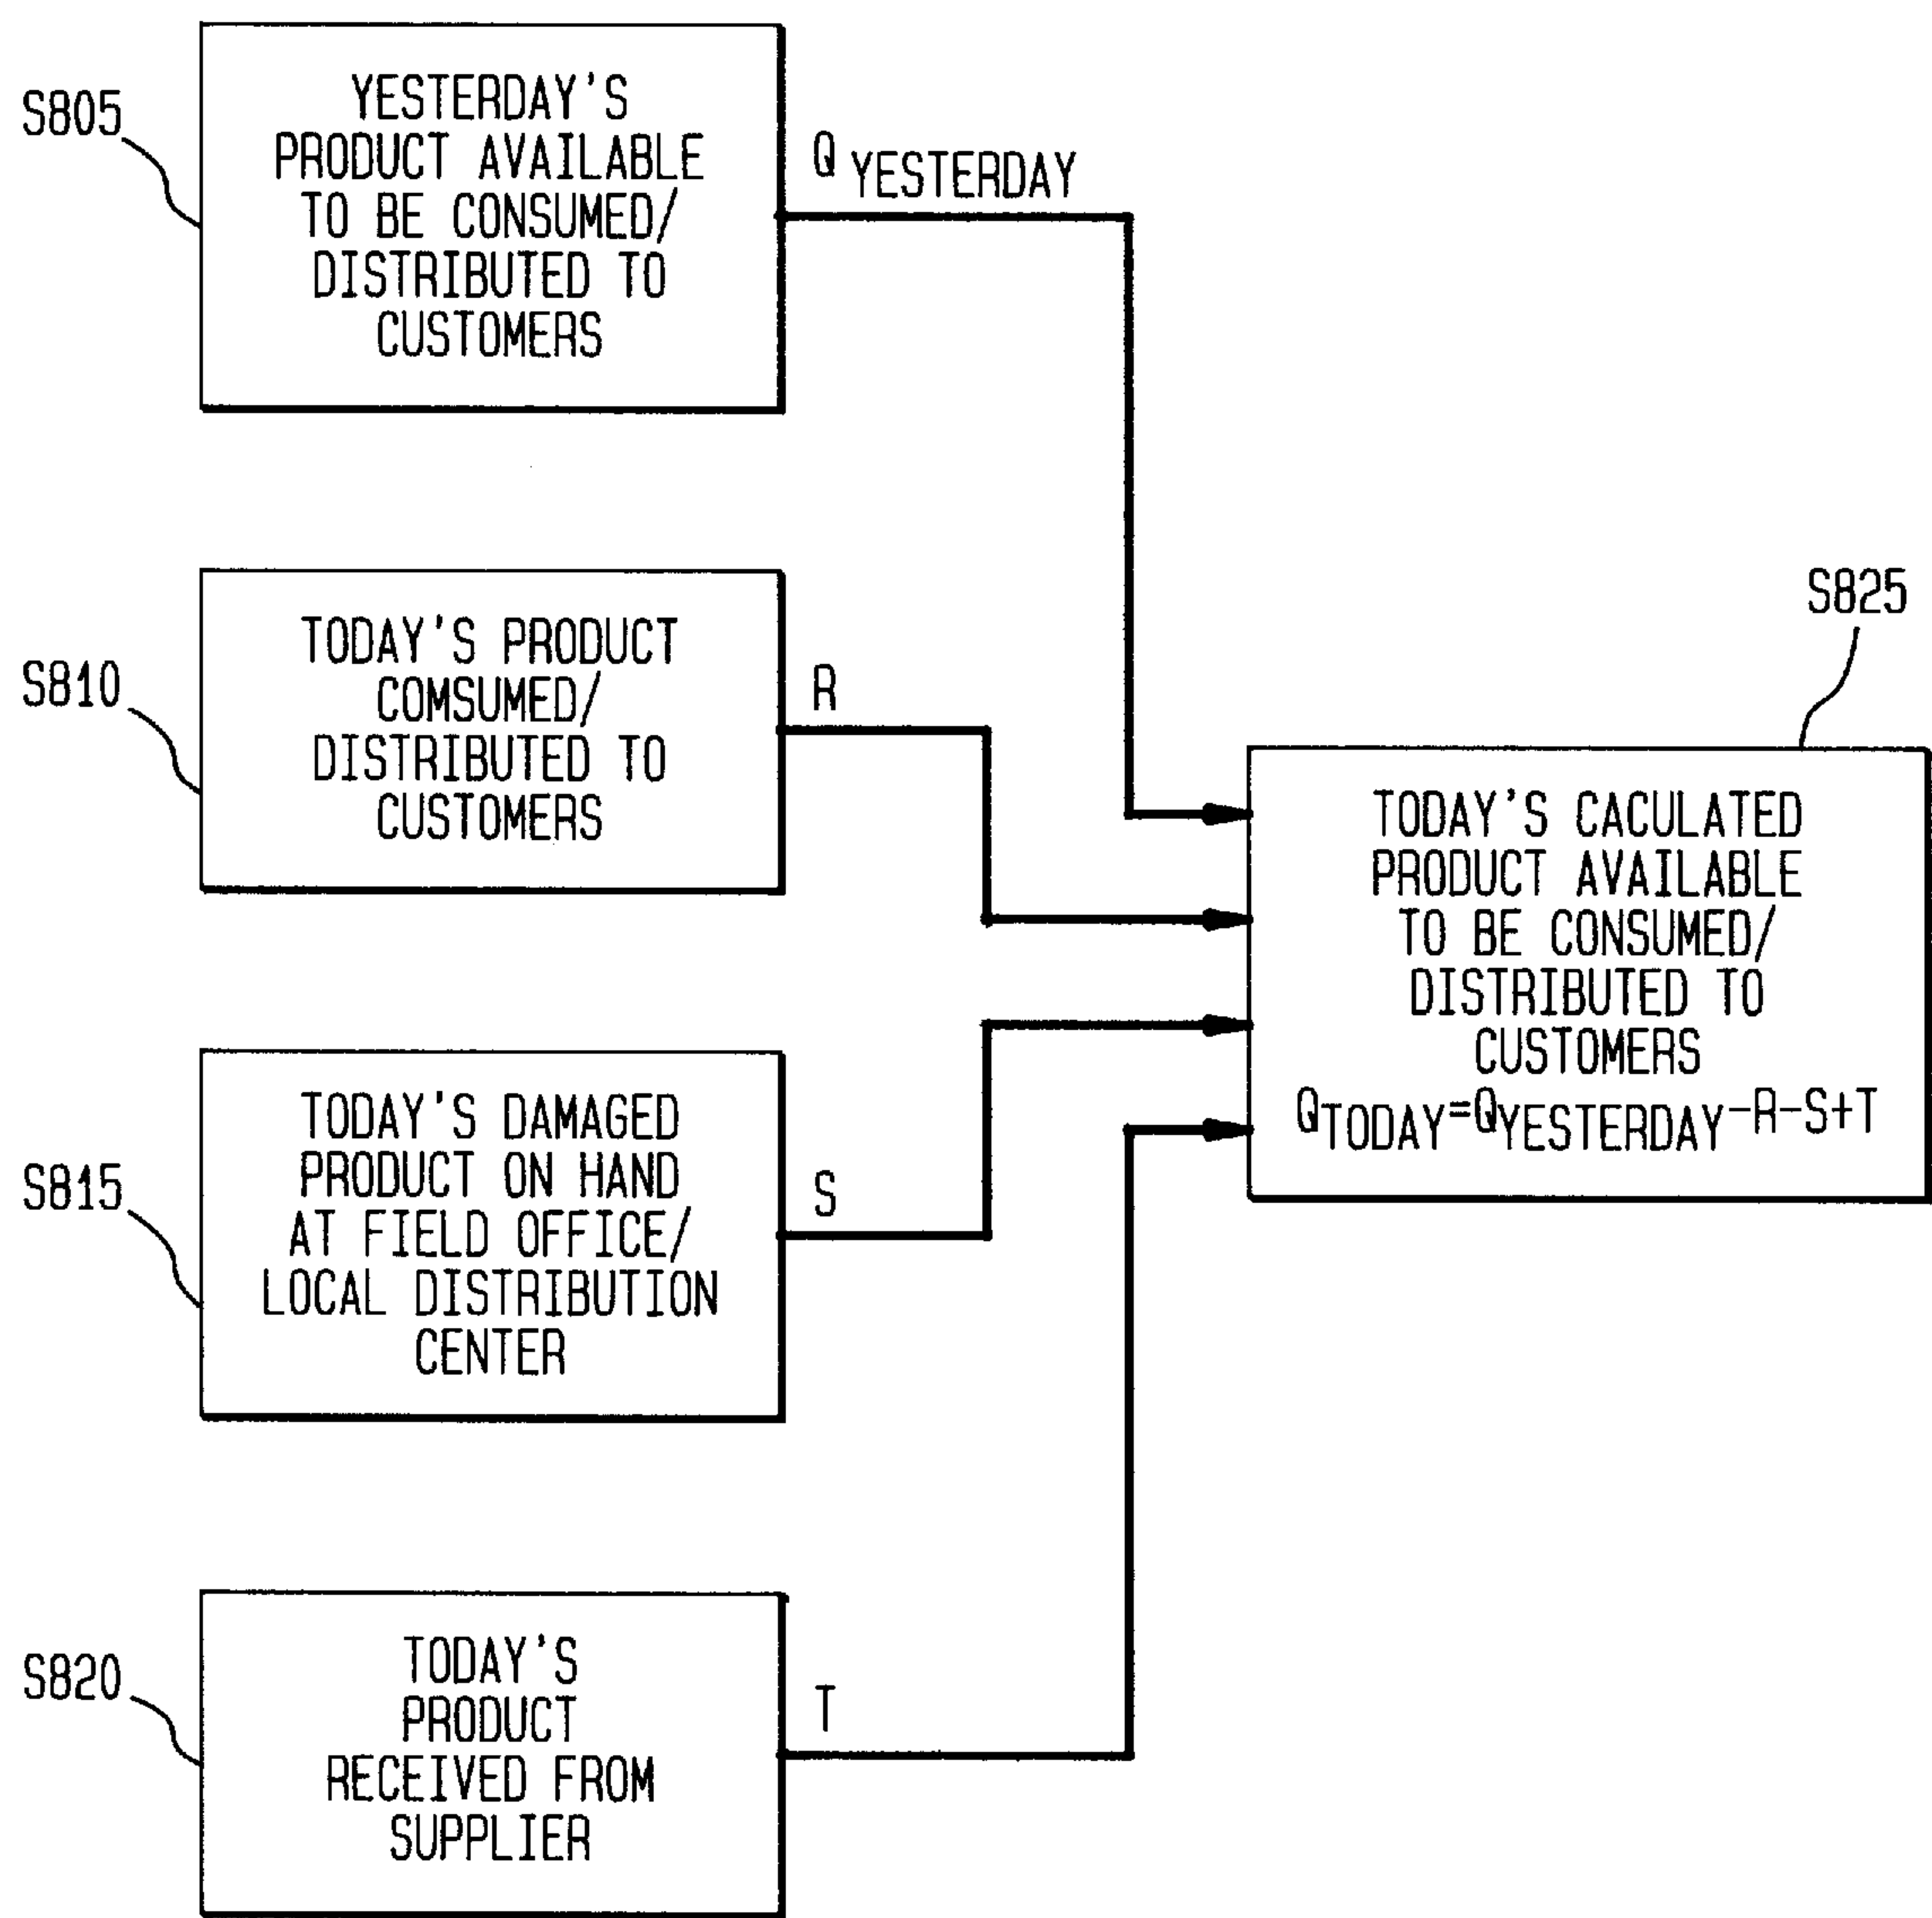 S805
YESTERDAY'S
PRODUCT AVAILABLE
TO BE CONSUMED/
DISTRIBUTED TO
CUSTOMERS
Q YESTERDAY
S810
TODAY'S PRODUCT
COMSUMED/
DISTRIBUTED TO
CUSTOMERS
R
S815
TODAY'S DAMAGED
PRODUCT ON HAND
AT FIELD OFFICE/
LOCAL DISTRIBUTION
CENTER
S
S820
TODAY'S
PRODUCT
RECEIVED FROM
SUPPLIER
T
S825
TODAY'S CACULATED
PRODUCT AVAILABLE
TO BE CONSUMED/
DISTRIBUTED TO
CUSTOMERS
QTODAY=QYESTERDAY-R-S+T